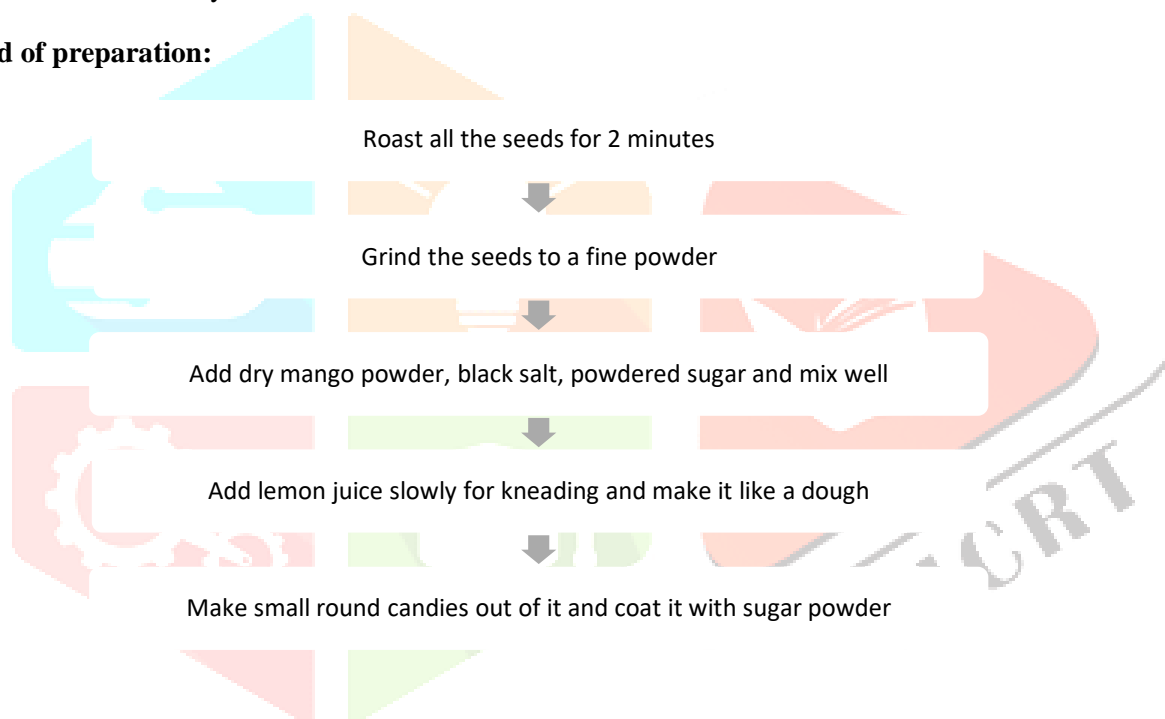 d of preparation:
Roast all the seeds for 2 minutes
Grind the seeds to a fine powder
Add dry mango powder, black salt, powdered sugar and mix well
Add lemon juice slowly for kneading and make it like a dough
Make small round candies out of it and coat it with sugar powder